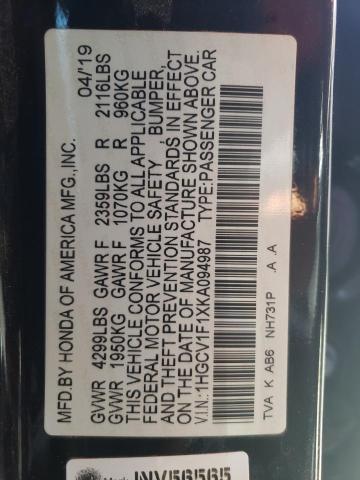 MFD.BY HONDA OF AMERICA MFG.,INC. 04/'19
GVWR 4299LBS GAWR F 2359LBS R 2116LBS
GVWR 1950KG GAWR F 1070KG R 960KG
THIS VEHICLE CONFORMS TO ALL APPLICABLE
FEDERAL MOTOR VEHICLE SAFETY , BUMPER,
AND THEFT PREVENTION STANDARDS IN EFFECT
ON THE DATE OF MANUFACTURE SHOWN ABOVE.
V.I.N.:1HGCV1F1XKA094987 TYPE:PASSENGER CAR
TVA K AB6 NH731P .A .A
INV56565